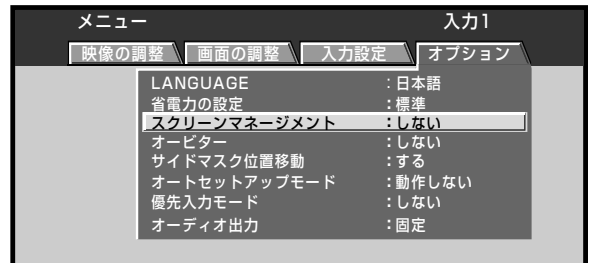 メニュー 入力1
映像の調整 画面の調整 入力設定 オプション
LANGUAGE :日本語
省電力の設定 :標準
スクリーンマネージメント :しない
オービター :しない
サイドマスク位置移動 :する
オートセットアップモード :動作しない
優先入力モード :しない
オーディオ出力 :固定